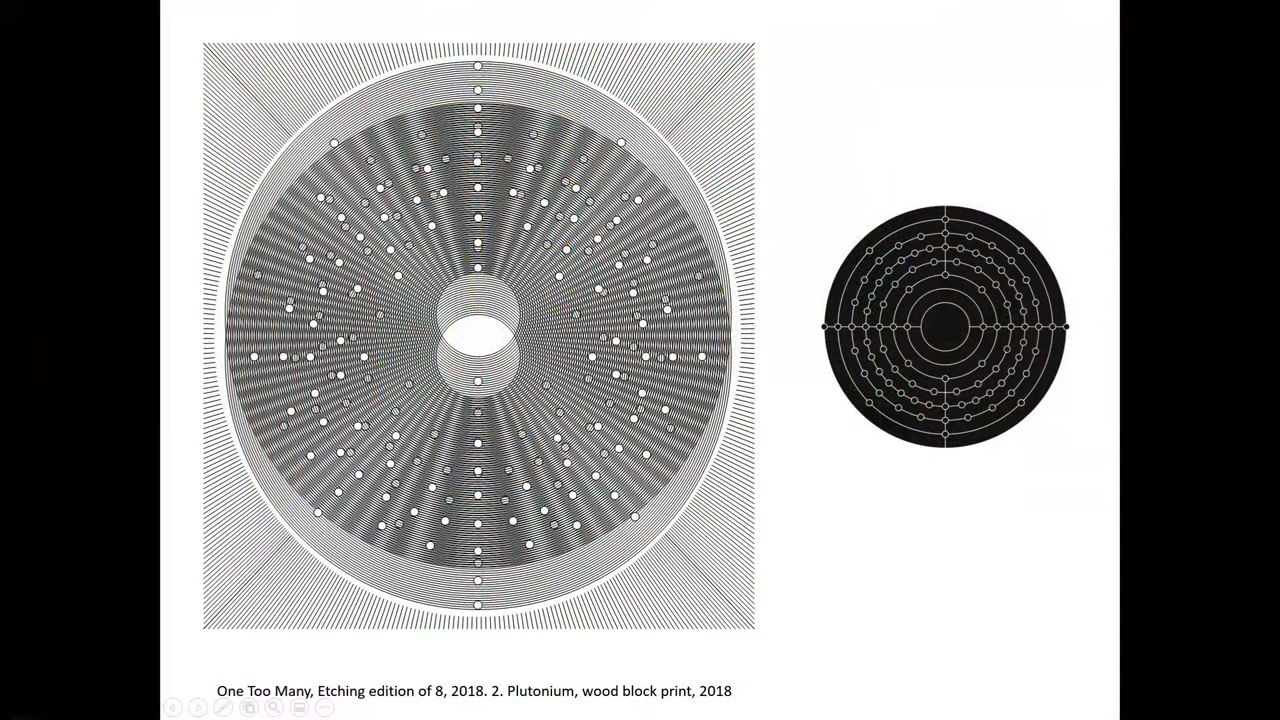 One Too Many, Etching edition of 8, 2018. 2. Plutonium, wood block print, 2018